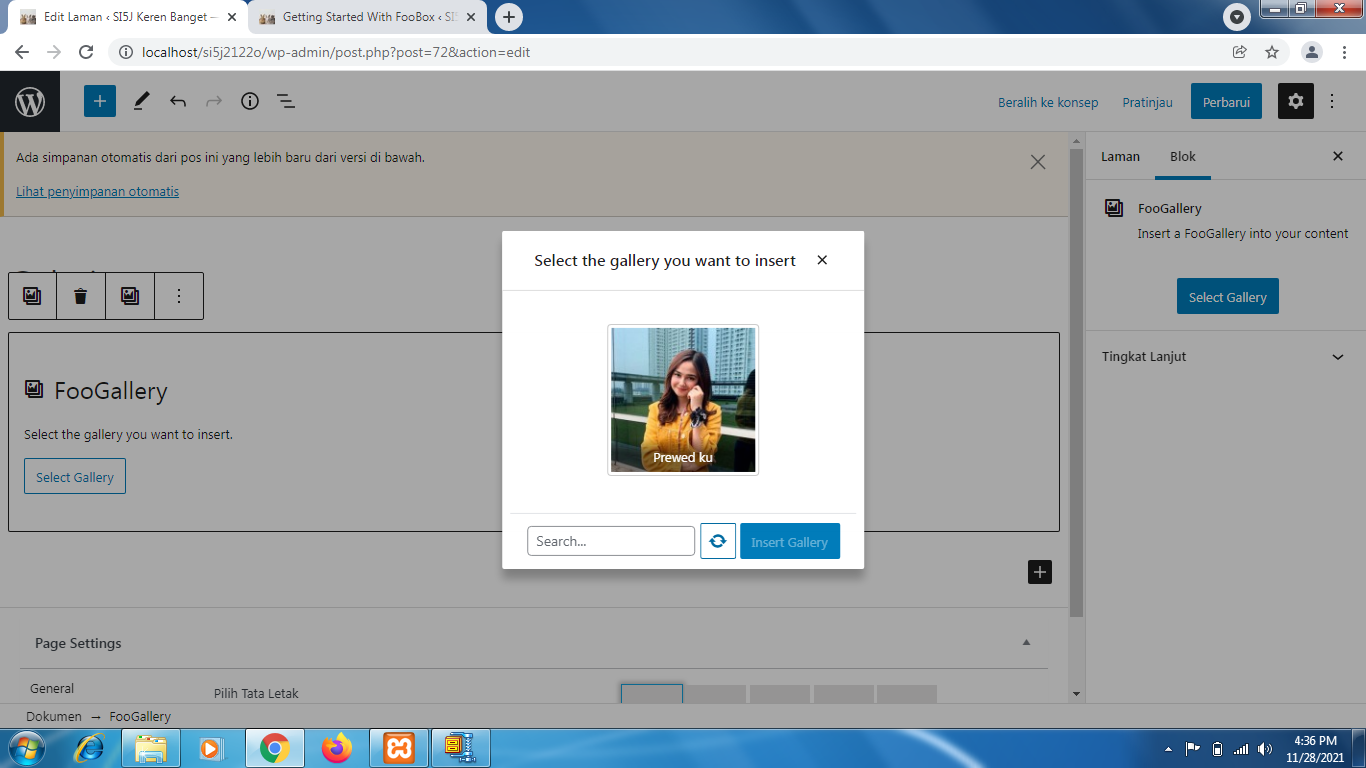 Edit Laman ‹ SI5J Keren Banget —
Getting Started With FooBox ‹ SI5
localhost/si5j2122o/wp-admin/post.php?post=72&action=edit
Beralih ke konsep
Pratinjau
Perbarui
Ada simpanan otomatis dari pos ini yang lebih baru dari versi di bawah.
Lihat penyimpanan otomatis
Laman
Blok
FooGallery
Insert a FooGallery into your content
Select Gallery
Tingkat Lanjut
Select the gallery you want to insert
Prewed ku
Search...
Insert Gallery
FooGallery
Select the gallery you want to insert.
Select Gallery
Page Settings
General
Pilih Tata Letak
Dokumen → FooGallery
4:36 PM
11/28/2021